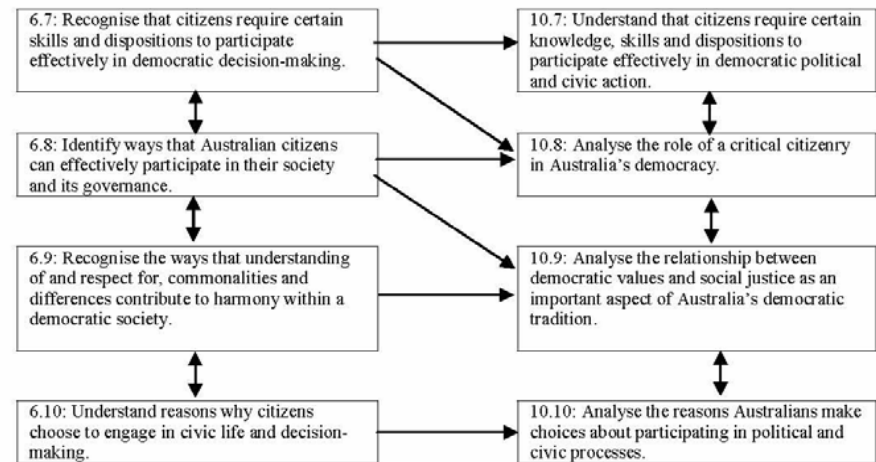 6.7: Recognise that citizens require certain
skills and dispositions to participate
effectively in democratic decision-making.
10.7: Understand that citizens require certain
knowledge, skills and dispositions to
participate effectively in democratic political
and civic action.
6.8: Identify ways that Australian citizens
can effectively participate in their society
and its governance.
10.8: Analyse the role of a critical citizenry
in Australia's democracy.
6.9: Recognise the ways that understanding
of and respect for, commonalities and
differences contribute to harmony within a
democratic society.
10.9: Analyse the relationship between
democratic values and social justice as an
important aspect of Australia's democratic
tradition.
6.10: Understand reasons why citizens
choose to engage in civic life and decision-
making.
10.10: Analyse the reasons Australians make
choices about participating in political and
civic processes.